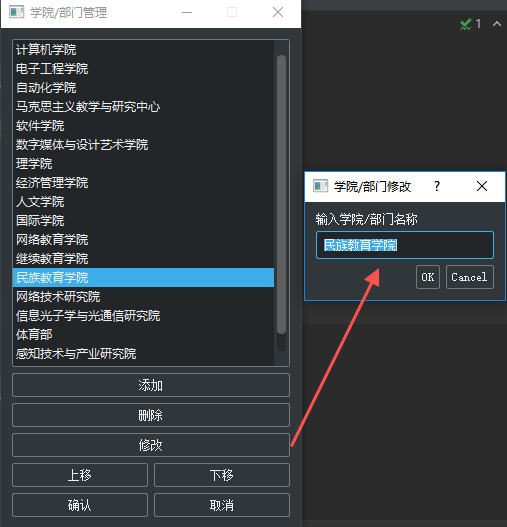 学院/部门管理
1
计算机学院
电子工程学院
自动化学院
马克思主义教学与研究中心
软件学院
数字媒体与设计艺术学院
理学院
经济管理学院
人文学院
国际学院
网络教育学院
继续教育学院
民族教育学院
网络技术研究院
信息光子学与光通信研究院
体育部
感知技术与产业研究院
添加
删除
修改
上移 下移
确认 取消
学院/部门修改 ?
输入学院/部门名称
民族教育学院
OK Cancel